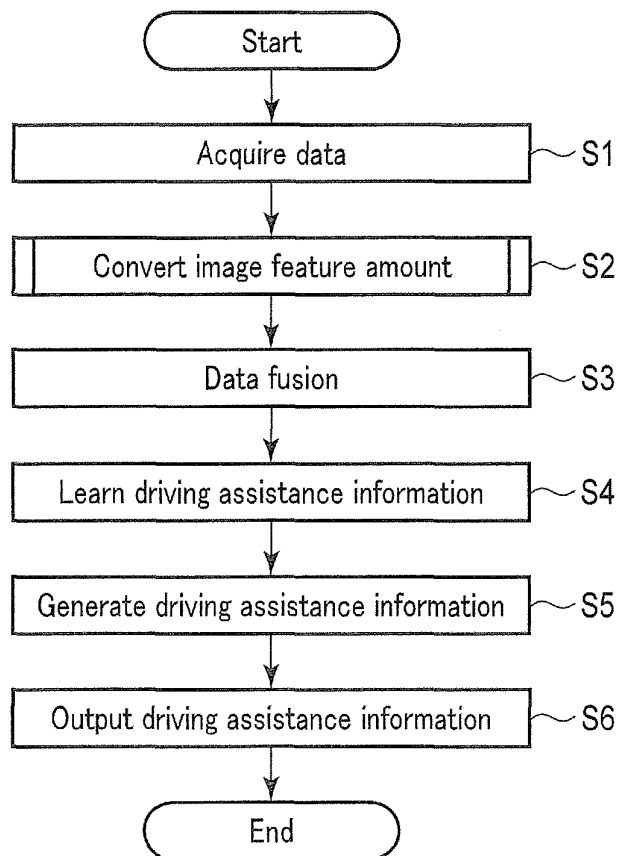 Start
Acquire data S1
Convert image feature amount S2
Data fusion S3
Learn driving assistance information S4
Generate driving assistance information S5
Output driving assistance information S6
End